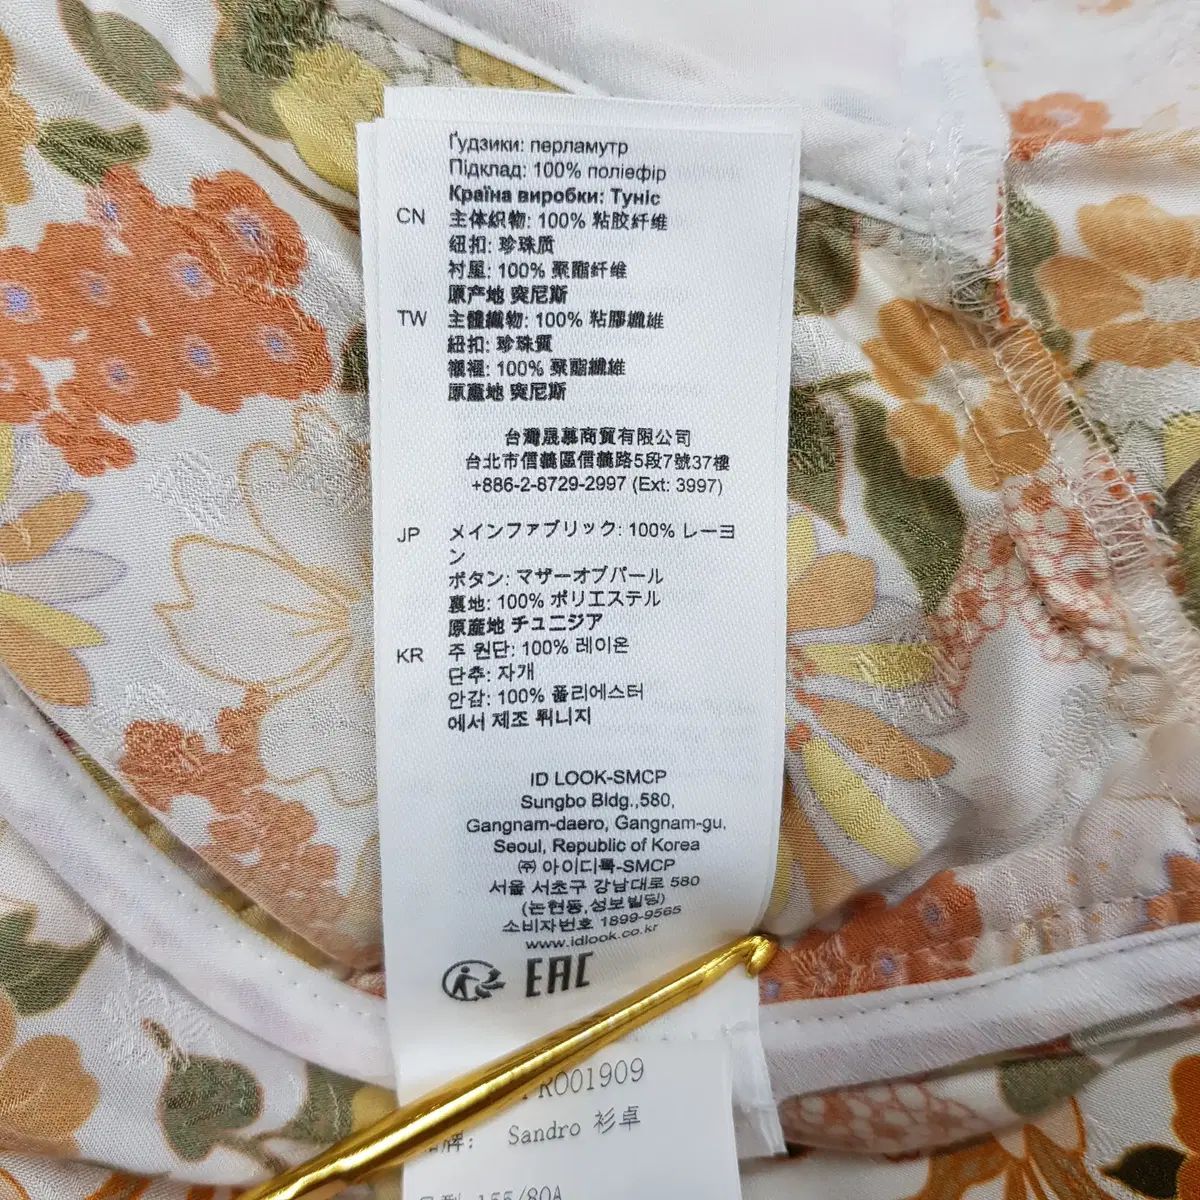 Ґудзики: перламутр
Підклад: 100% поліефір
Країна виробки: Туніс
CN 主体织物: 100% 粘胶纤维
纽扣: 珍珠质
衬里: 100% 聚酯纤维
原产地 突尼斯
TW 主體織物: 100% 粘膠纖維
紐扣: 珍珠質
襯裡: 100% 聚酯纖維
原產地 突尼斯
台灣晟慕商貿有限公司
台北市信義區信義路5段7號37樓
+886-2-8729-2997 (Ext: 3997)
JP メインファブリック: 100% レーヨ
ン
ボタン: マザーオブパール
裏地: 100% ポリエステル
原産地 チュニジア
KR 주 원단: 100% 레이온
단추: 자개
안감: 100% 폴리에스터
에서 제조 튀니지
ID LOOK-SMCP
Sungbo Bldg.,580,
Gangnam-daero, Gangnam-gu,
Seoul, Republic of Korea
㈜ 아이디룩-SMCP
서울 서초구 강남대로 580
(논현동,성보빌딩)
소비자번호 1899-9565
www.idlook.co.kr
EAC
PRO01909
牌: Sandro 衫卓
155/80A